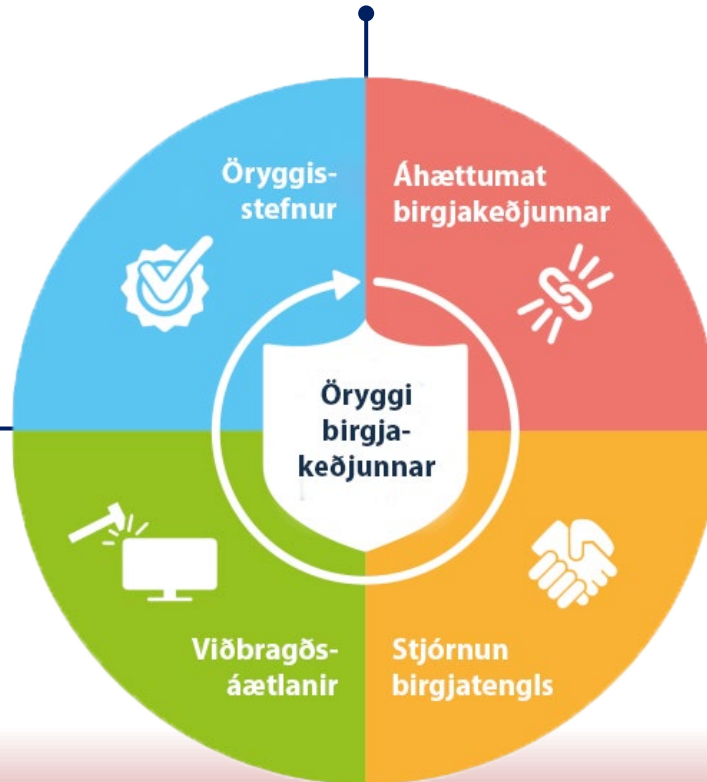 Öryggis-
stefnur
Áhættumat
birgjakeðjunnar
Öryggi
birgja-
keðjunnar
Viðbragðs-
áætlanir
Stjórnun
birgjatengls